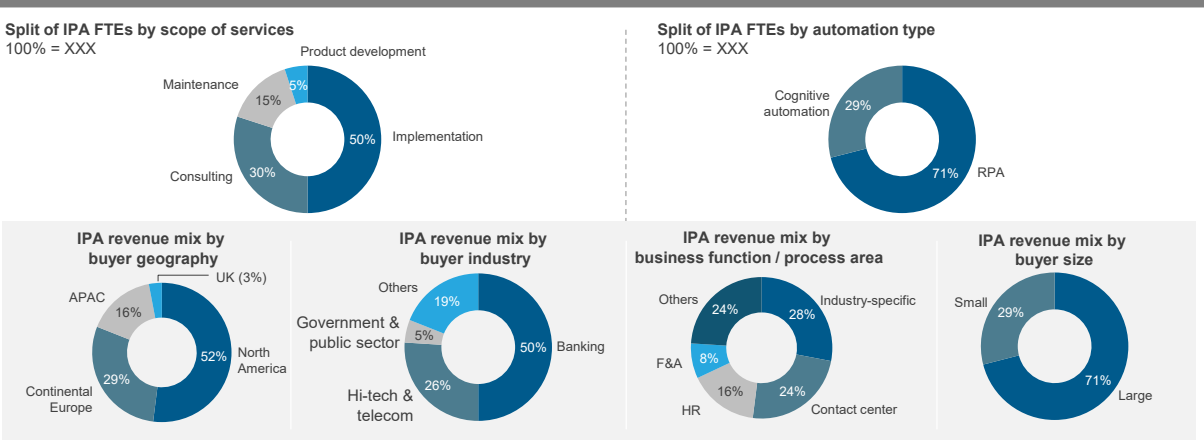 Split of IPA FTEs by scope of services
100% = XXX
Product development
Maintenance
5%
15%
50%
Implementation
30%
Consulting
Split of IPA FTEs by automation type
100% = XXX
Cognitive
automation
29%
71%
RPA
IPA revenue mix by
buyer geography
UK (3%)
APAC
16%
52%
North
America
29%
Continental
Europe
IPA revenue mix by
buyer industry
Others
19%
Government &
public sector
5%
50%
Banking
26%
Hi-tech &
telecom
IPA revenue mix by
business function / process area
Others
24%
28%
Industry-specific
F&A
8%
16%
24%
HR
Contact center
IPA revenue mix by
buyer size
Small
29%
71%
Large